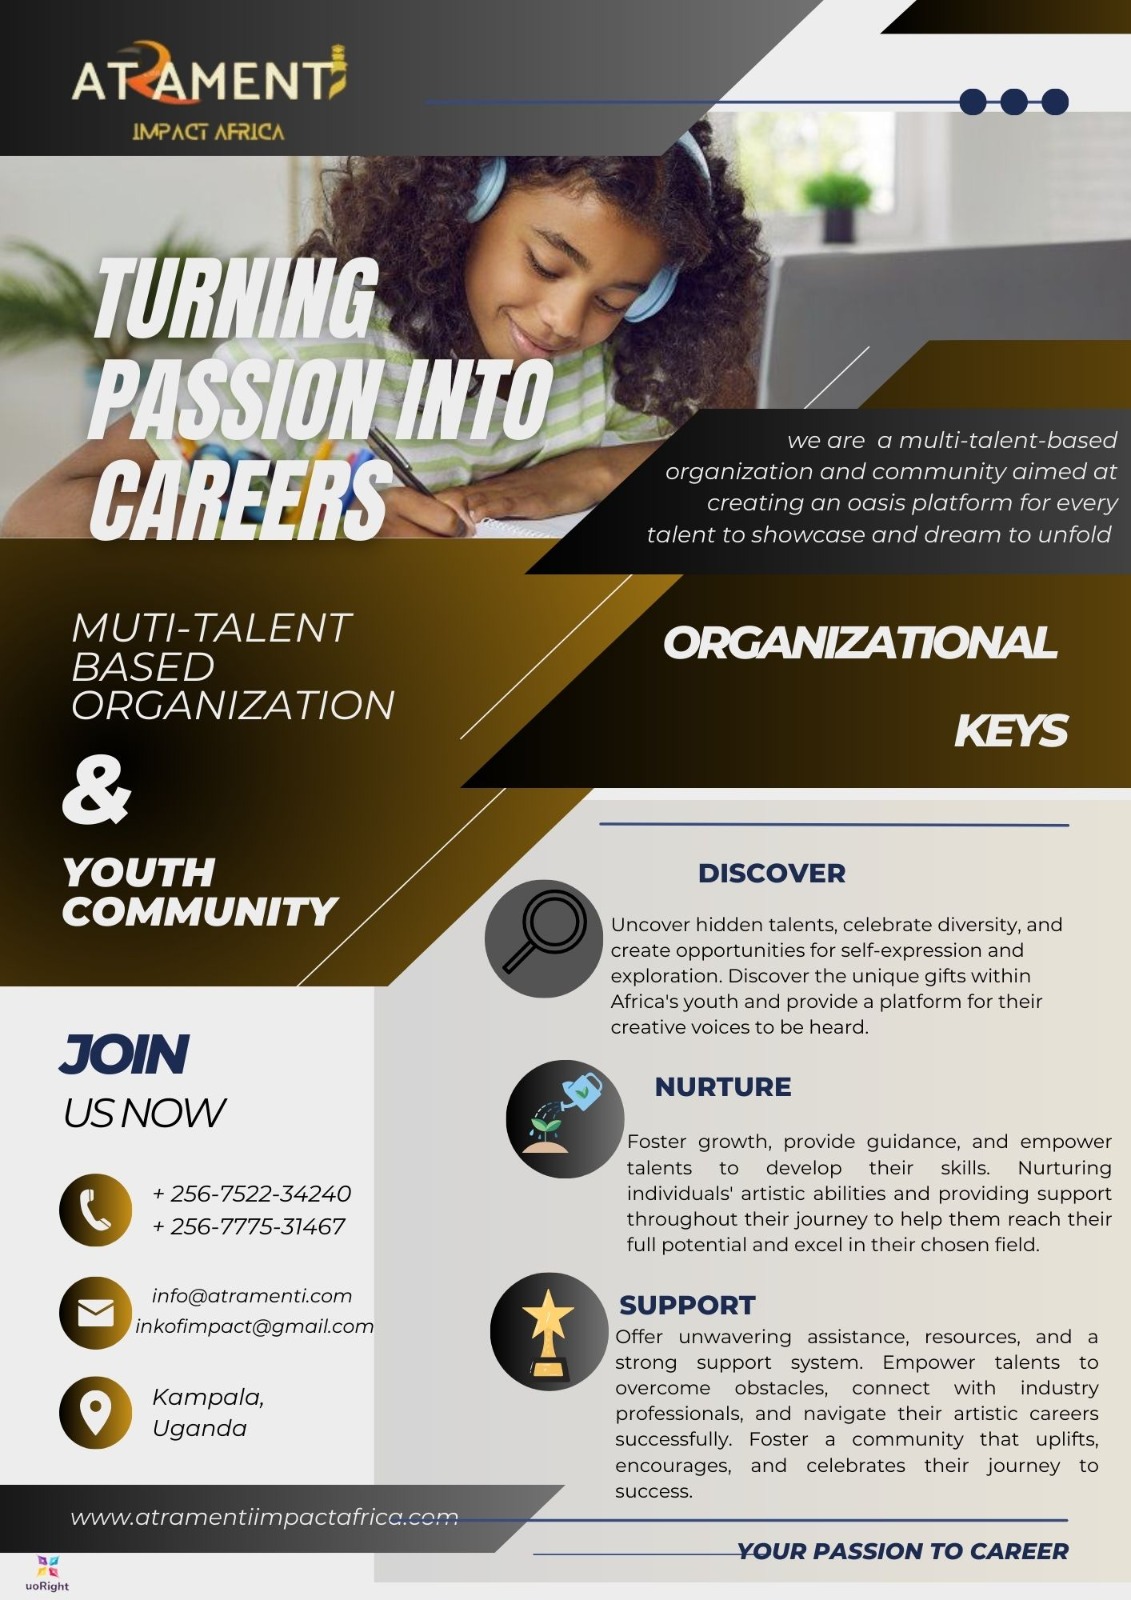 ATRAMENTI
IMPACT AFRICA
TURNING
PASSION INTO
CAREERS
we are a multi-talent-based
organization and community aimed at
creating an oasis platform for every
talent to showcase and dream to unfold
MUTI-TALENT
BASED
ORGANIZATION
&
YOUTH
COMMUNITY
ORGANIZATIONAL
KEYS
DISCOVER
Uncover hidden talents, celebrate diversity, and
create opportunities for self-expression and
exploration. Discover the unique gifts within
Africa's youth and provide a platform for their
creative voices to be heard.
NURTURE
Foster growth, provide guidance, and empower
talents to develop their skills. Nurturing
individuals' artistic abilities and providing support
throughout their journey to help them reach their
full potential and excel in their chosen field.
SUPPORT
Offer unwavering assistance, resources, and a
strong support system. Empower talents to
overcome obstacles, connect with industry
professionals, and navigate their artistic careers
successfully. Foster a community that uplifts,
encourages, and celebrates their journey to
success.
JOIN
US NOW
+ 256-7522-34240
+ 256-7775-31467
info@atramenti.com
inkofimpact@gmail.com
Kampala,
Uganda
www.atramentiimpactafrica.com
YOUR PASSION TO CAREER
uoRight